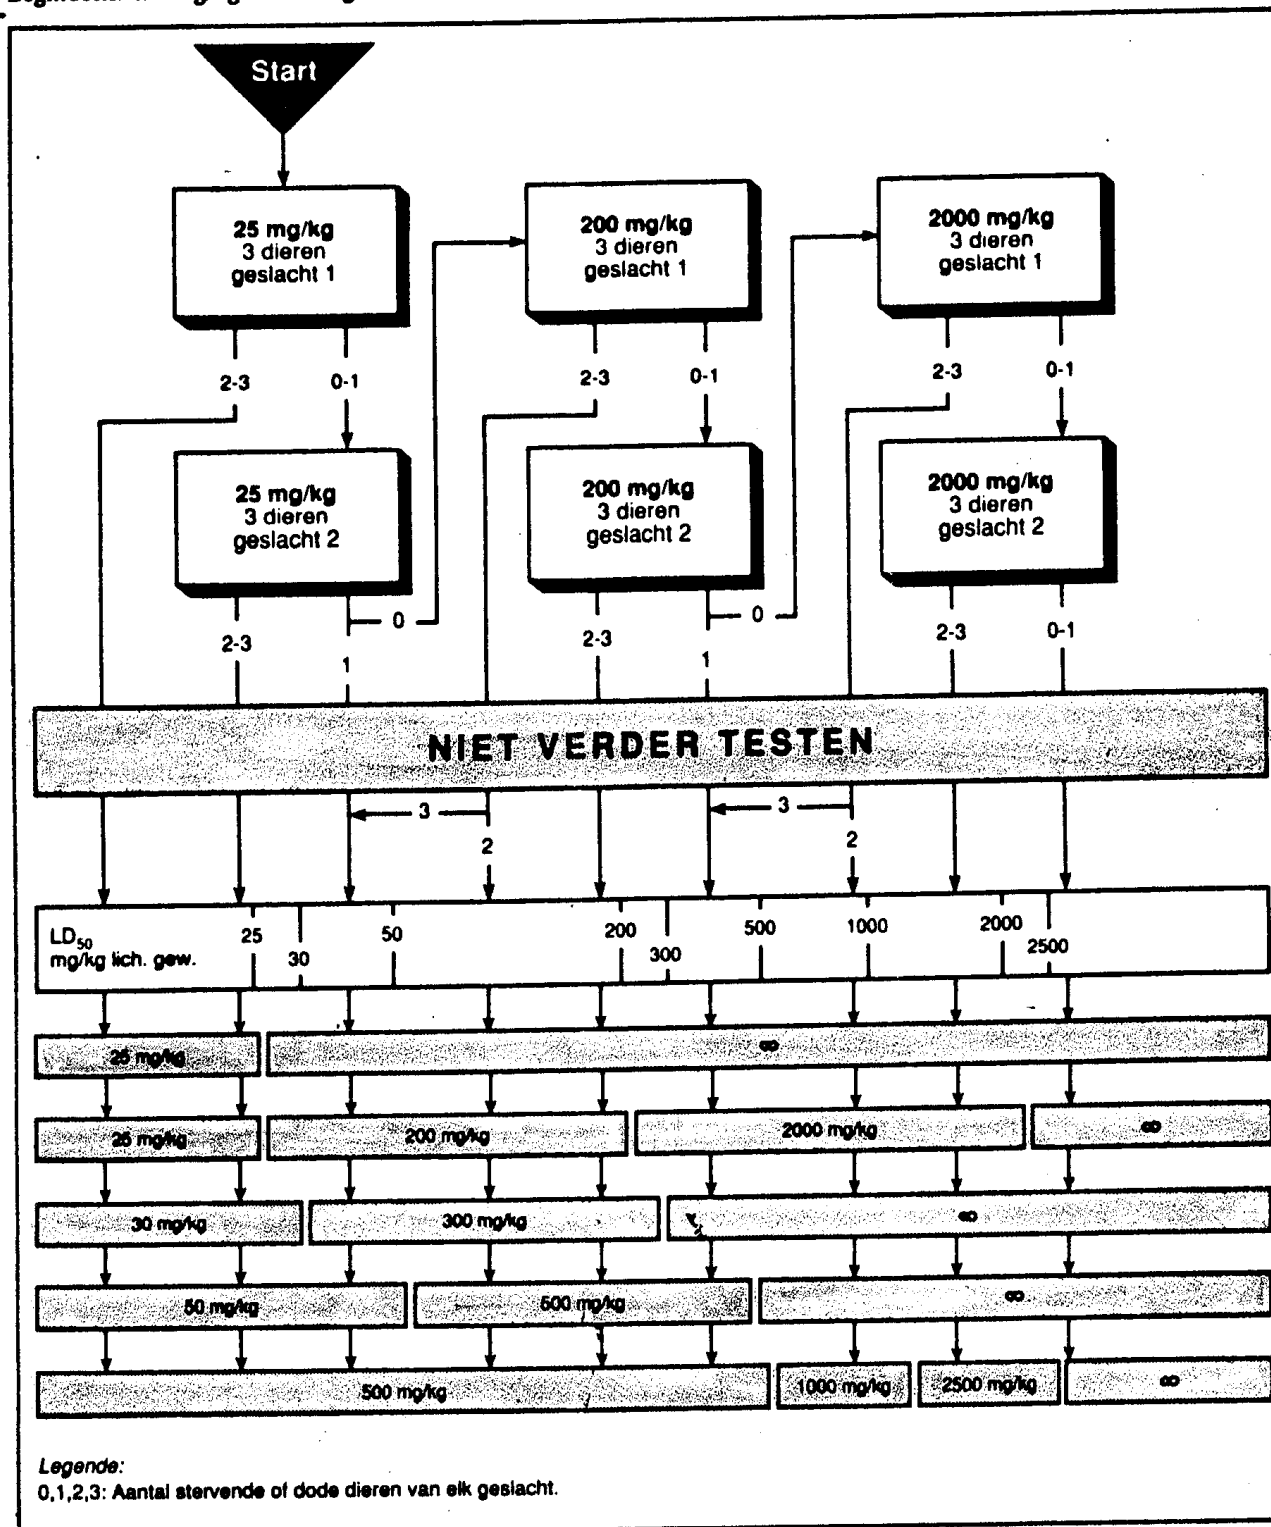 Start
25 mg/kg
3 dieren
geslacht 1
200 mg/kg
3 dieren
geslacht 1
2000 mg/kg
3 dieren
geslacht 1
2-3
0-1
2-3
0-1
2-3
0-1
25 mg/kg
3 dieren
geslacht 2
200 mg/kg
3 dieren
geslacht 2
2000 mg/kg
3 dieren
geslacht 2
2-3
1
0
2-3
1
0
2-3
0-1
NIET VERDER TESTEN
3
2
3
2
LD50
mg/kg lich. gew.
25
30
50
200
300
500
1000
2000
2500
25 mg/kg
∞
25 mg/kg
200 mg/kg
2000 mg/kg
∞
30 mg/kg
300 mg/kg
∞
50 mg/kg
500 mg/kg
∞
500 mg/kg
1000 mg/kg
2500 mg/kg
∞
Legende:
0,1,2,3: Aantal stervende of dode dieren van elk geslacht.